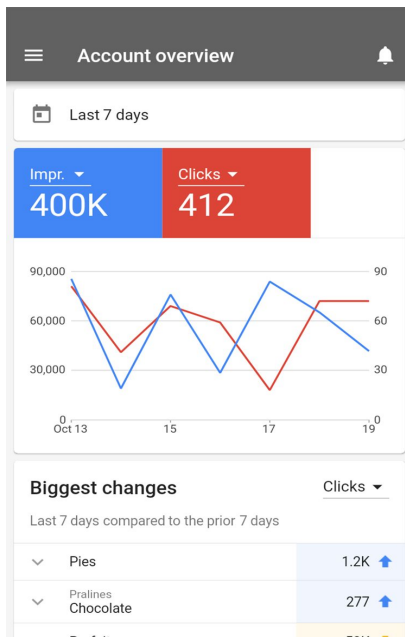 Account overview
Last 7 days
Impr. Clicks
400K 412
90,000 90
60,000 60
30,000 30
0 0
Oct 13 15 17 19
Biggest changes Clicks
Last 7 days compared to the prior 7 days
Pies 1.2K
Pralines
Chocolate 277